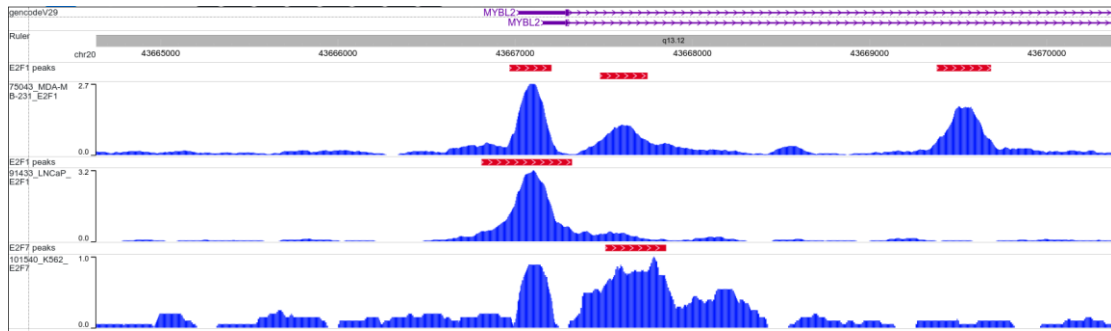 gencodeV29
MYBL2
MYBL2
Ruler
q13.12
chr20
43665000 43666000 43667000 43668000 43669000 43670000
E2F1 peaks
75043_MDA-M
B-231_E2F1
2.7
0.0
E2F1 peaks
91433_LNCaP_
E2F1
3.2
0.0
E2F7 peaks
101540_K562_
E2F7
1.0
0.0